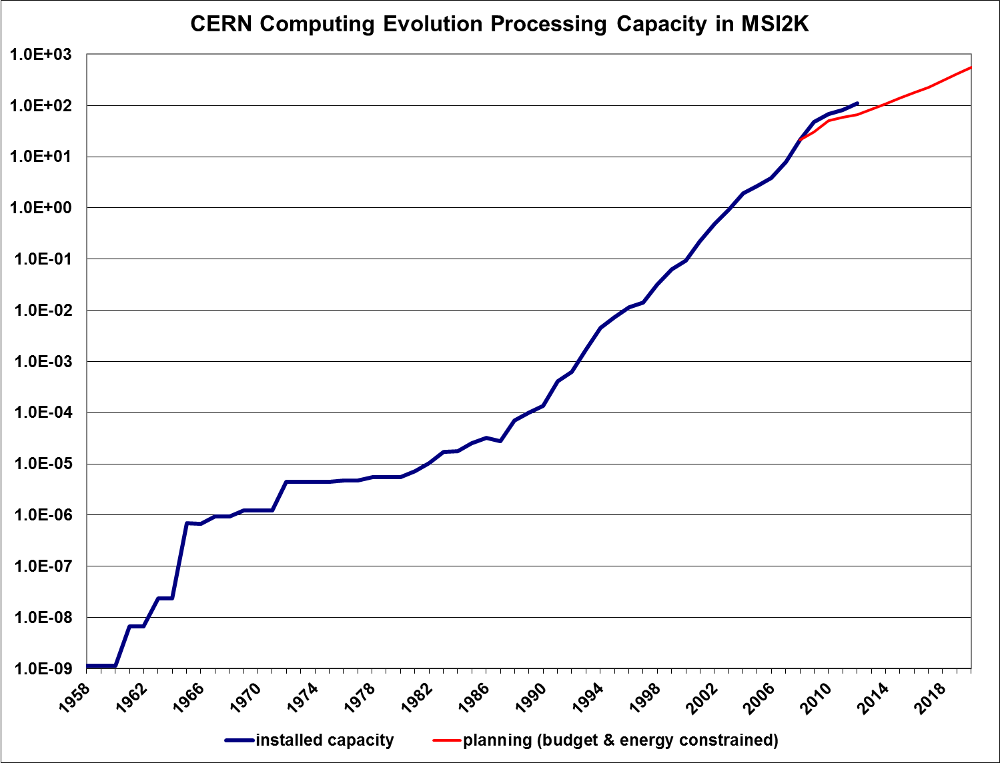 CERN Computing Evolution Processing Capacity in MSI2K
1.0E+03
1.0E+02
1.0E+01
1.0E+00
1.0E-01
1.0E-02
1.0E-03
1.0E-04
1.0E-05
1.0E-06
1.0E-07
1.0E-08
1.0E-09
1958
1962
1966
1970
1974
1978
1982
1986
1990
1994
1998
2002
2006
2010
2014
2018
installed capacity
planning (budget & energy constrained)